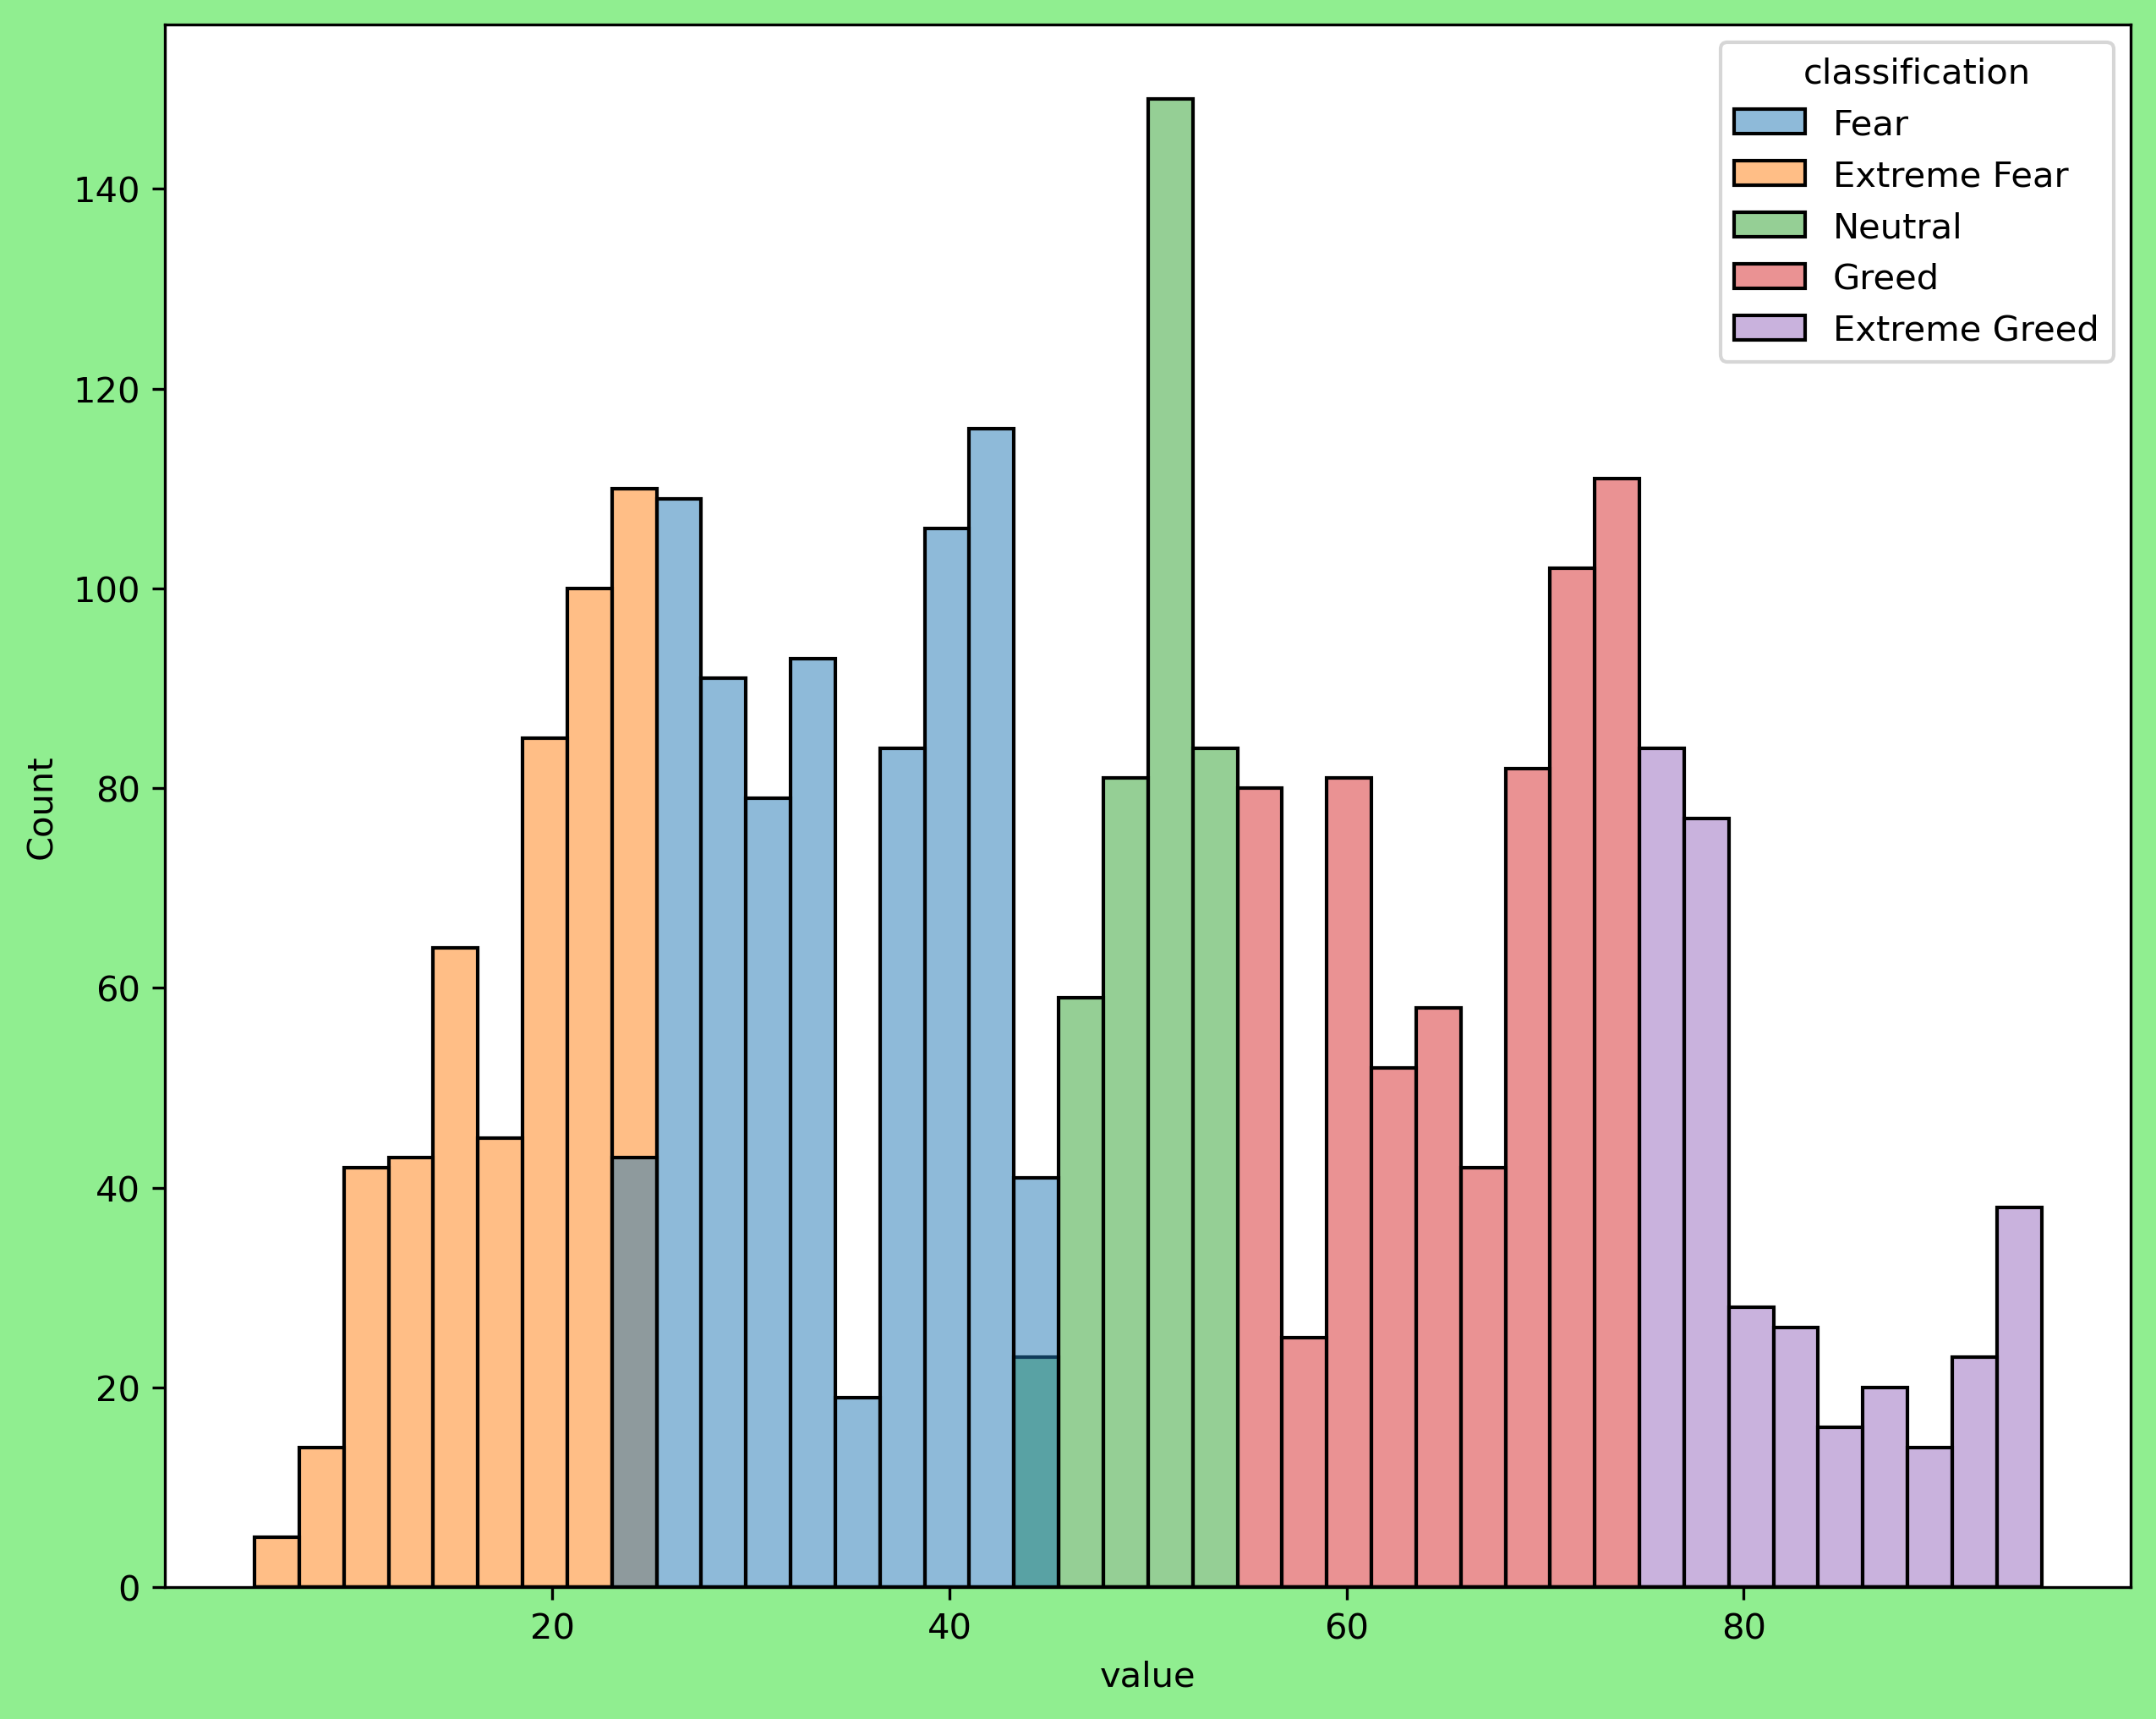 classification
Fear
Extreme Fear
Neutral
Greed
Extreme Greed
140
120
100
80
60
40
20
0
Count
20 40 60 80
value